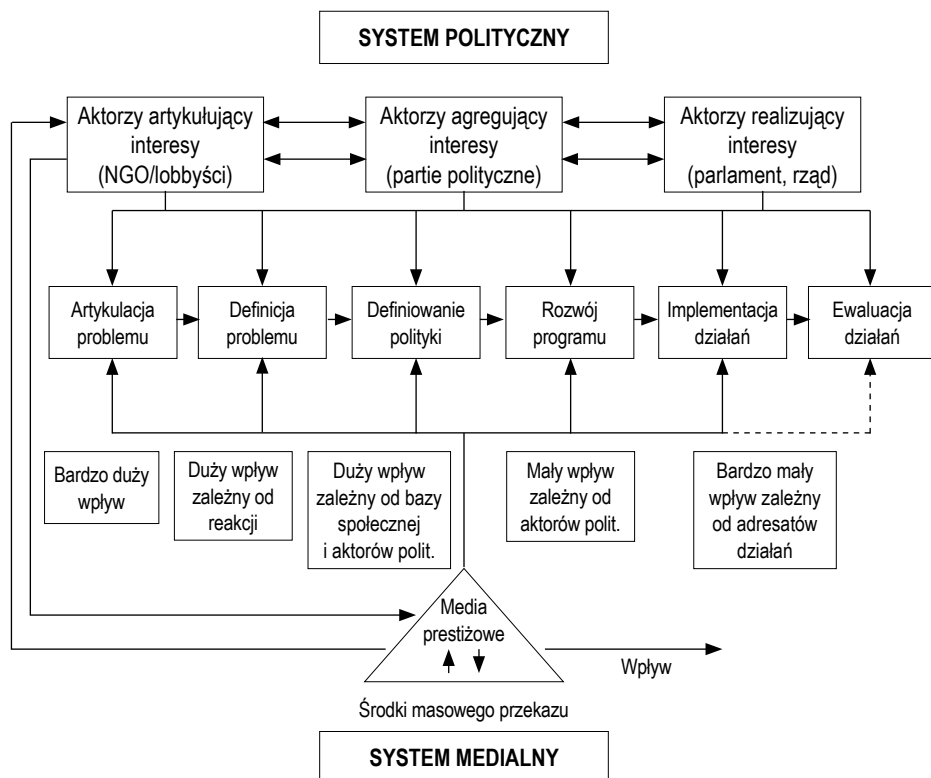 SYSTEM POLITYCZNY
Aktorzy artykułujący
interesy
(NGO/lobbyści)
Aktorzy agregujący
interesy
(partie polityczne)
Aktorzy realizujący
interesy
(parlament, rząd)
Artykulacja
problemu
Definicja
problemu
Definiowanie
polityki
Rozwój
programu
Implementacja
działań
Ewaluacja
działań
Bardzo duży
wpływ
Duży wpływ
zależny od
reakcji
Duży wpływ
zależny od bazy
społecznej
i aktorów polit.
Mały wpływ
zależny od
aktorów polit.
Bardzo mały
wpływ zależny
od adresatów
działań
Media
prestiżowe
Wpływ
Środki masowego przekazu
SYSTEM MEDIALNY